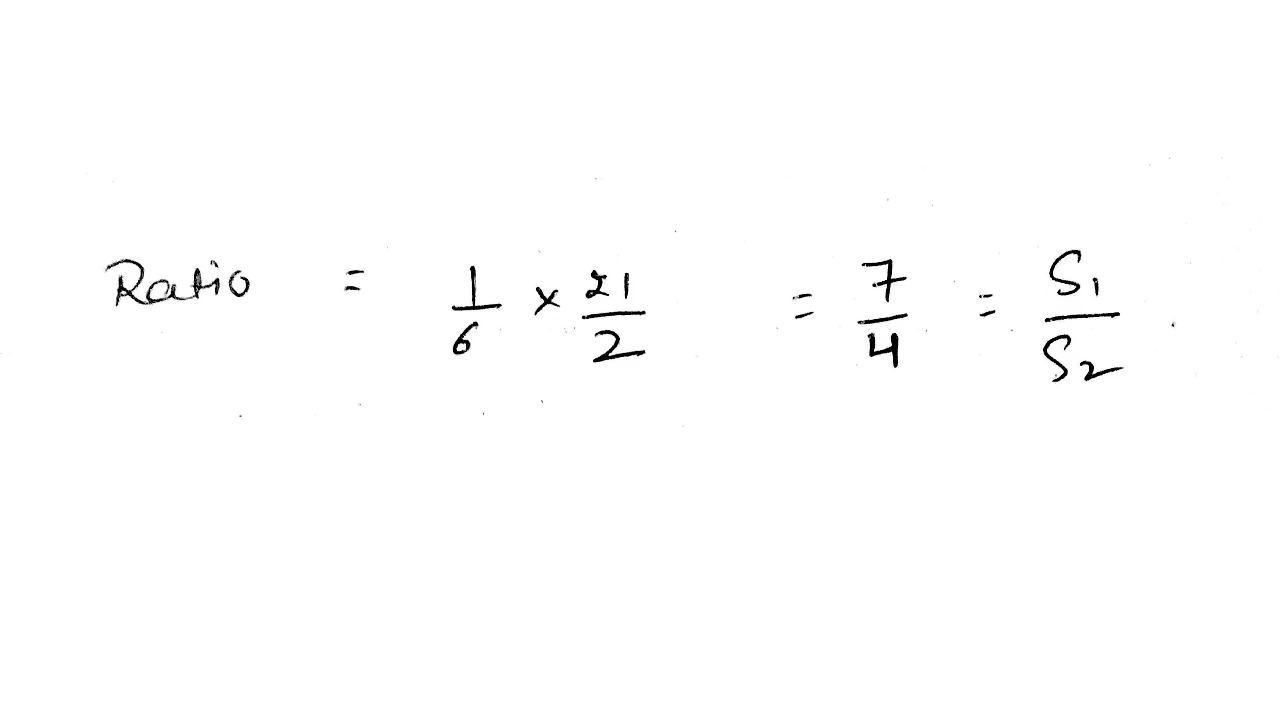 Ratio = 1/6 × 21/2 = 7/4 = S1/S2